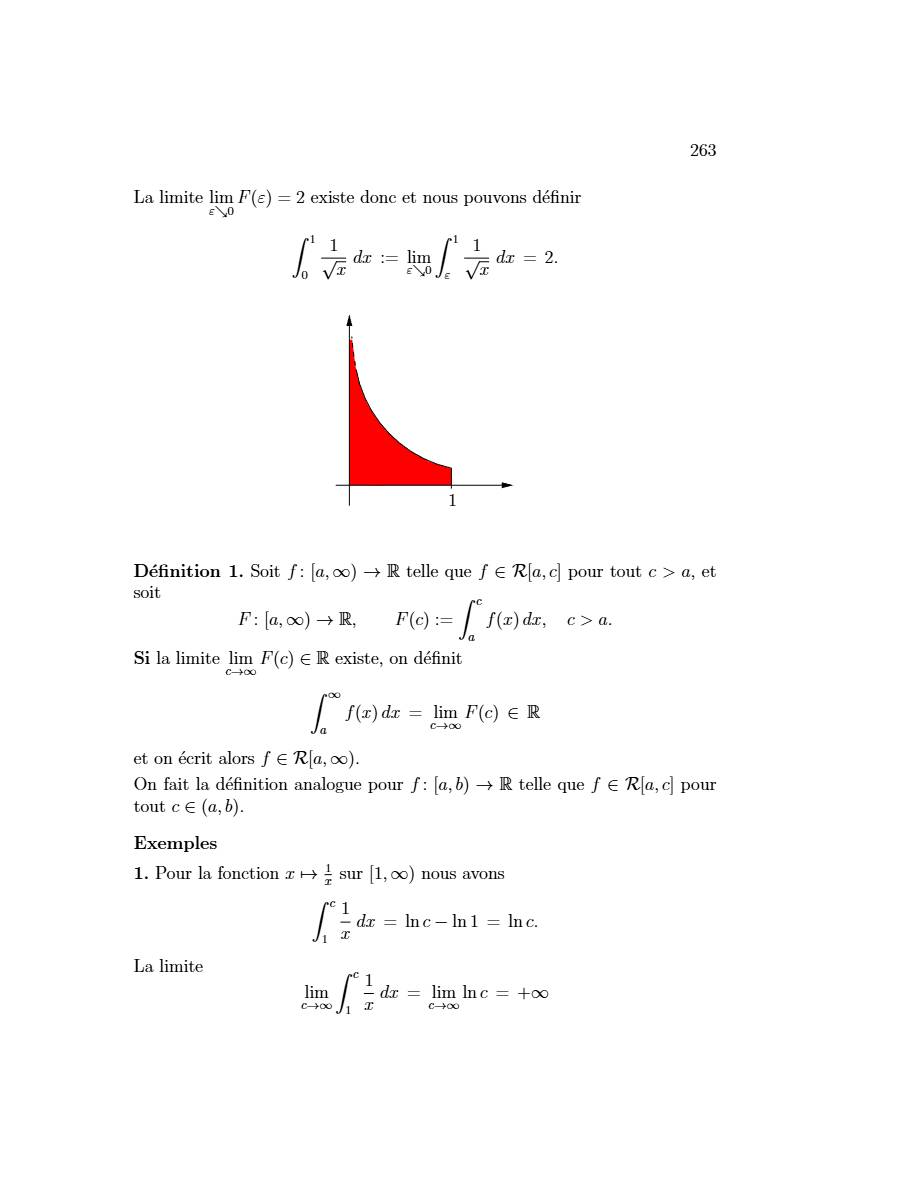 263
La limite lim_{ε↘0} F(ε) = 2 existe donc et nous pouvons définir
∫_0^1 1/√x dx := lim_{ε↘0} ∫_ε^1 1/√x dx = 2.
1
Définition 1. Soit f : [a, ∞) → ℝ telle que f ∈ 𝓡[a, c] pour tout c > a, et
soit
F : [a, ∞) → ℝ, F(c) := ∫_a^c f(x) dx, c > a.
Si la limite lim_{c→∞} F(c) ∈ ℝ existe, on définit
∫_a^∞ f(x) dx = lim_{c→∞} F(c) ∈ ℝ
et on écrit alors f ∈ 𝓡[a, ∞).
On fait la définition analogue pour f : [a, b) → ℝ telle que f ∈ 𝓡[a, c] pour
tout c ∈ (a, b).
Exemples
1. Pour la fonction x ↦ 1/x sur [1, ∞) nous avons
∫_1^c 1/x dx = ln c − ln 1 = ln c.
La limite
lim_{c→∞} ∫_1^c 1/x dx = lim_{c→∞} ln c = +∞